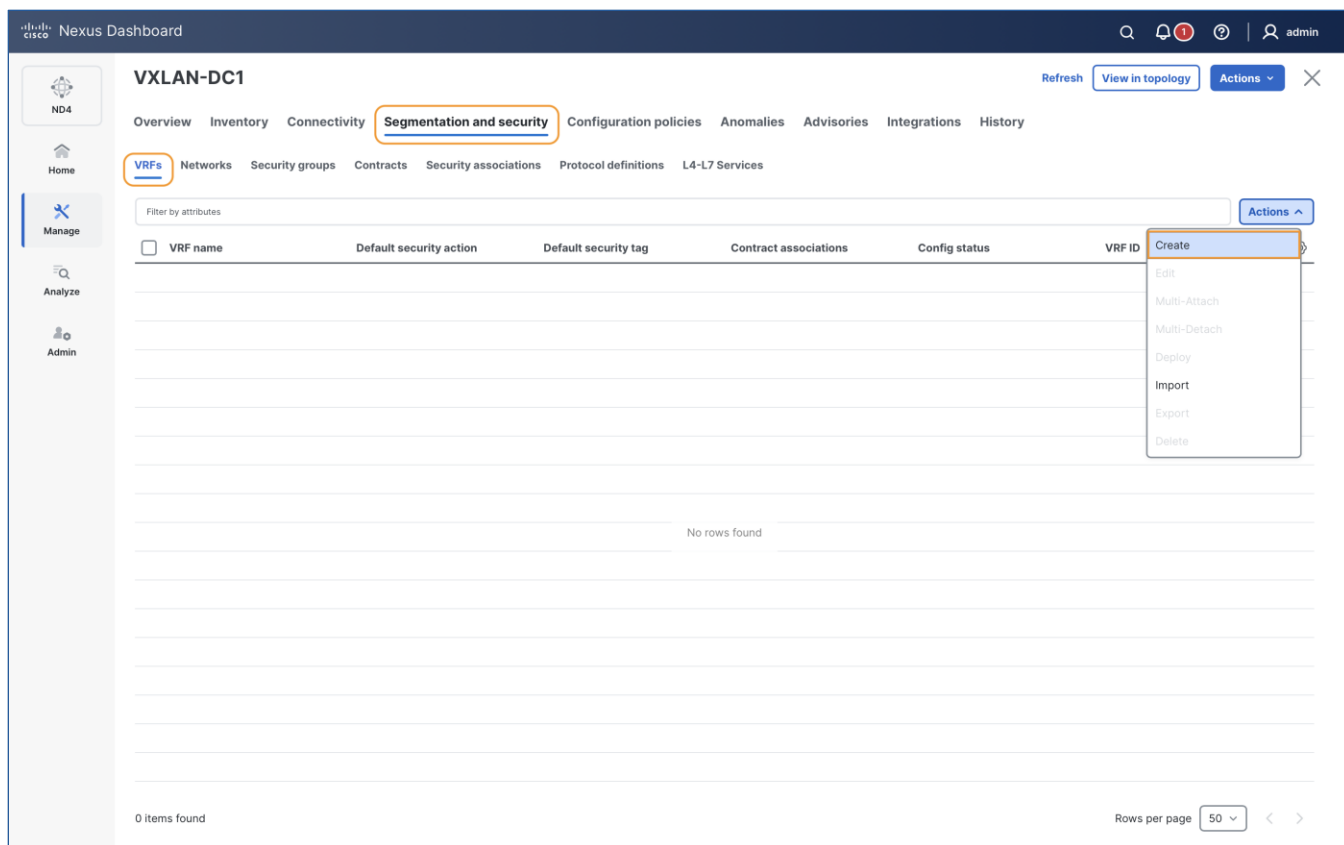 cisco Nexus Dashboard
1
admin
ND4
Home
Manage
Analyze
Admin
VXLAN-DC1
Refresh
View in topology
Actions
Overview Inventory Connectivity Segmentation and security Configuration policies Anomalies Advisories Integrations History
VRFs Networks Security groups Contracts Security associations Protocol definitions L4-L7 Services
Filter by attributes
Actions
VRF name Default security action Default security tag Contract associations Config status VRF ID
Create
Edit
Multi-Attach
Multi-Detach
Deploy
Import
Export
Delete
No rows found
0 items found
Rows per page 50